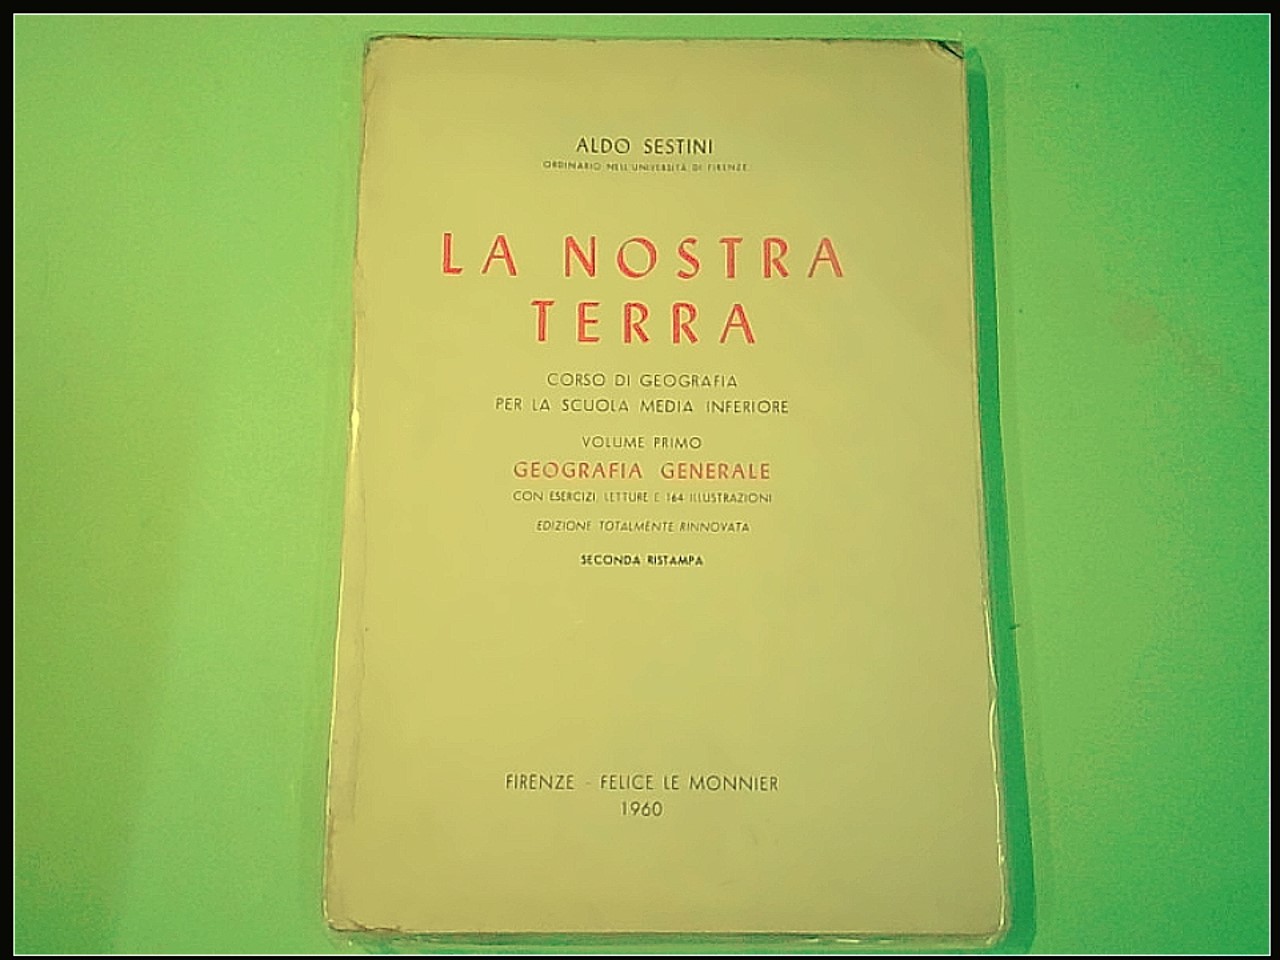 ALDO SESTINI
ORDINARIO NELL'UNIVERSITÀ DI FIRENZE
LA NOSTRA
TERRA
CORSO DI GEOGRAFIA
PER LA SCUOLA MEDIA INFERIORE
VOLUME PRIMO
GEOGRAFIA GENERALE
CON ESERCIZI, LETTURE E 164 ILLUSTRAZIONI
EDIZIONE TOTALMENTE RINNOVATA
SECONDA RISTAMPA
FIRENZE - FELICE LE MONNIER
1960